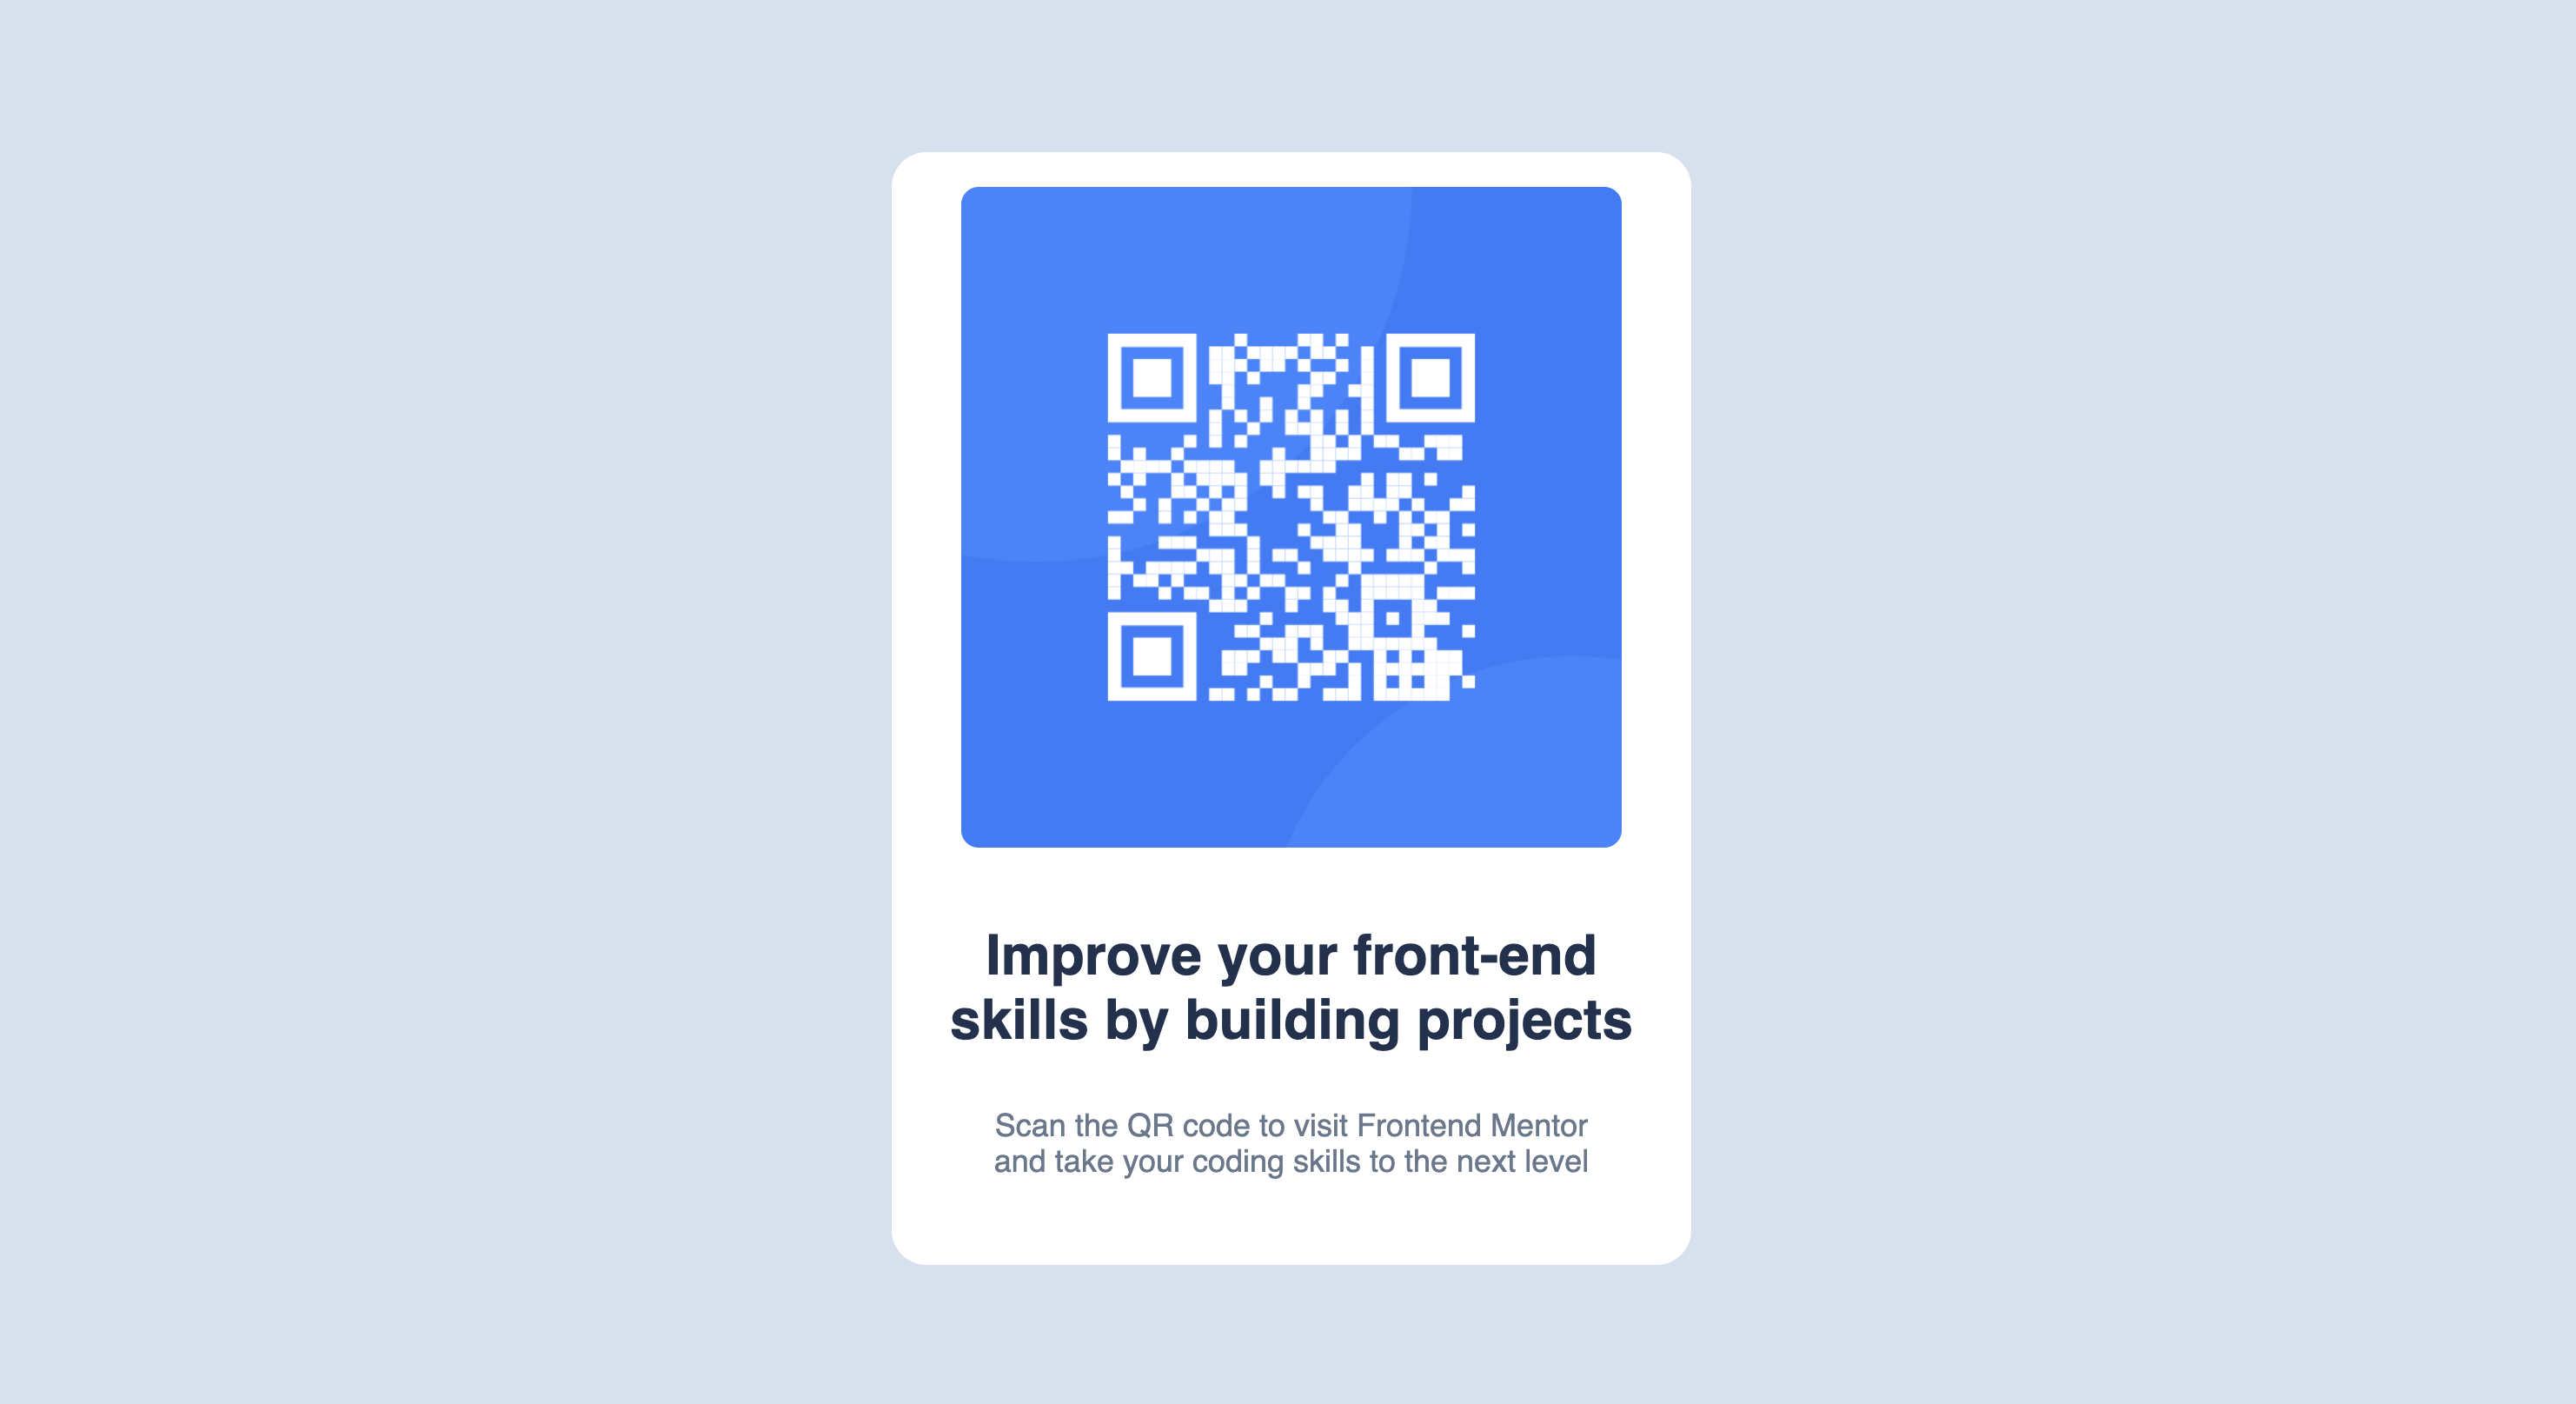 Improve your front-end
skills by building projects
Scan the QR code to visit Frontend Mentor
and take your coding skills to the next level